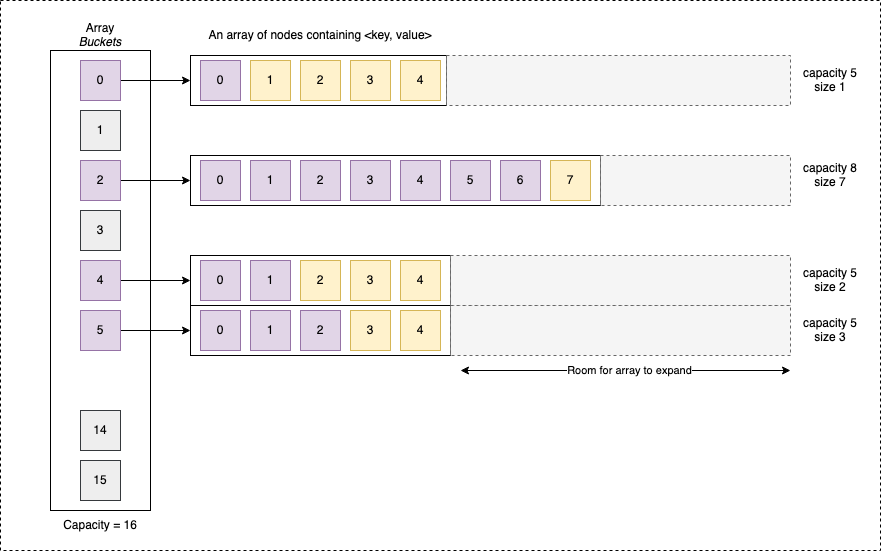 Array
Buckets
An array of nodes containing <key, value>
0
0 1 2 3 4
capacity 5
size 1
1
2
0 1 2 3 4 5 6 7
capacity 8
size 7
3
4
0 1 2 3 4
capacity 5
size 2
5
0 1 2 3 4
capacity 5
size 3
Room for array to expand
14
15
Capacity = 16